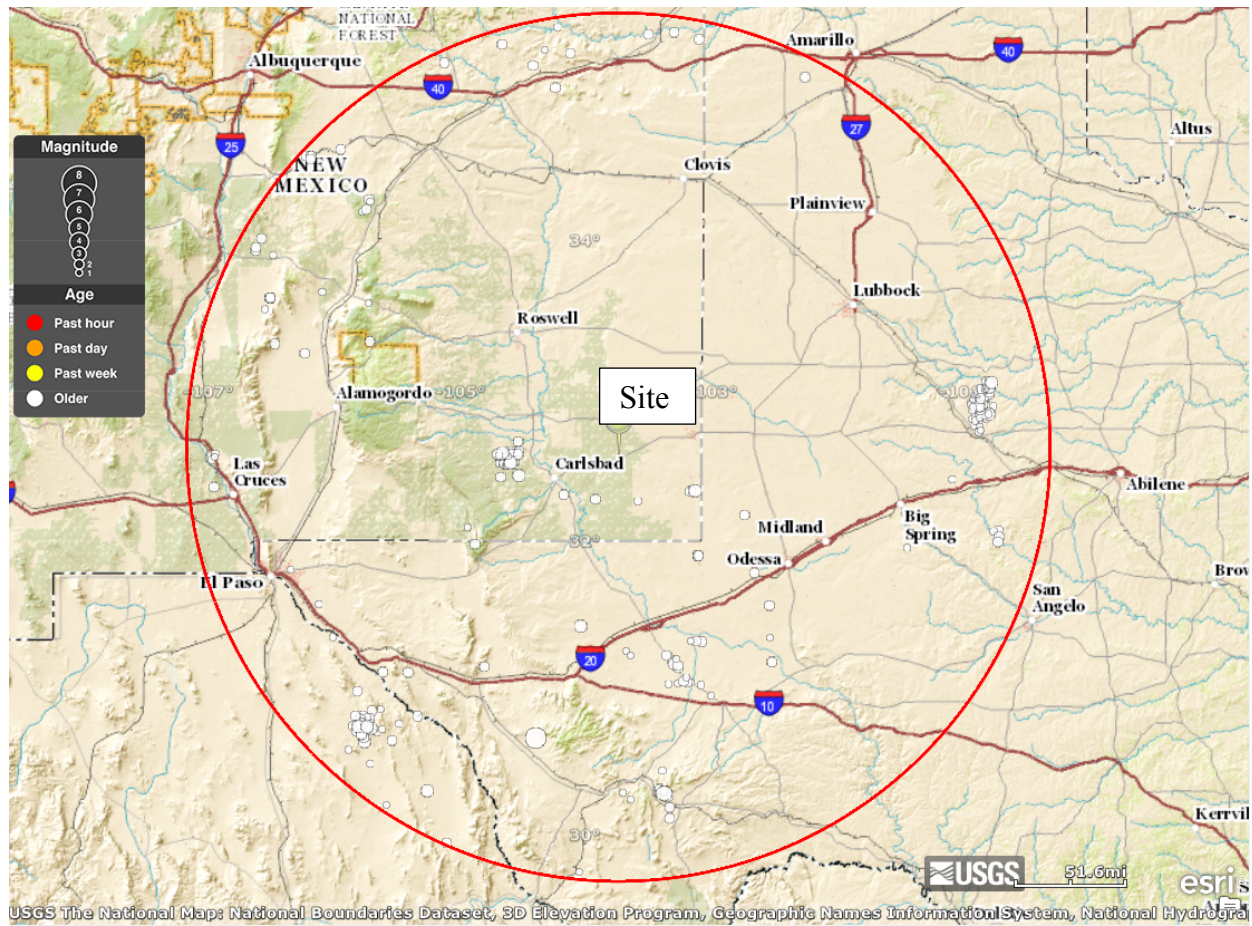 NATIONAL
FOREST
Albuquerque
40
Amarillo
40
25
27
Altus
Magnitude
8
7
6
5
4
3
2
1
Age
Past hour
Past day
Past week
Older
NEW
MEXICO
Clovis
Plainview
34°
Lubbock
Roswell
Site
-107°
Alamogordo
-105°
-103°
Las
Cruces
Carlsbad
Abilene
Big
Spring
Midland
32°
Odessa
El Paso
Brow
San
Angelo
20
10
30°
Kerrvil
USGS
51.6mi
esri
USGS The National Map: National Boundaries Dataset, 3D Elevation Program, Geographic Names Information System, National Hydrogra